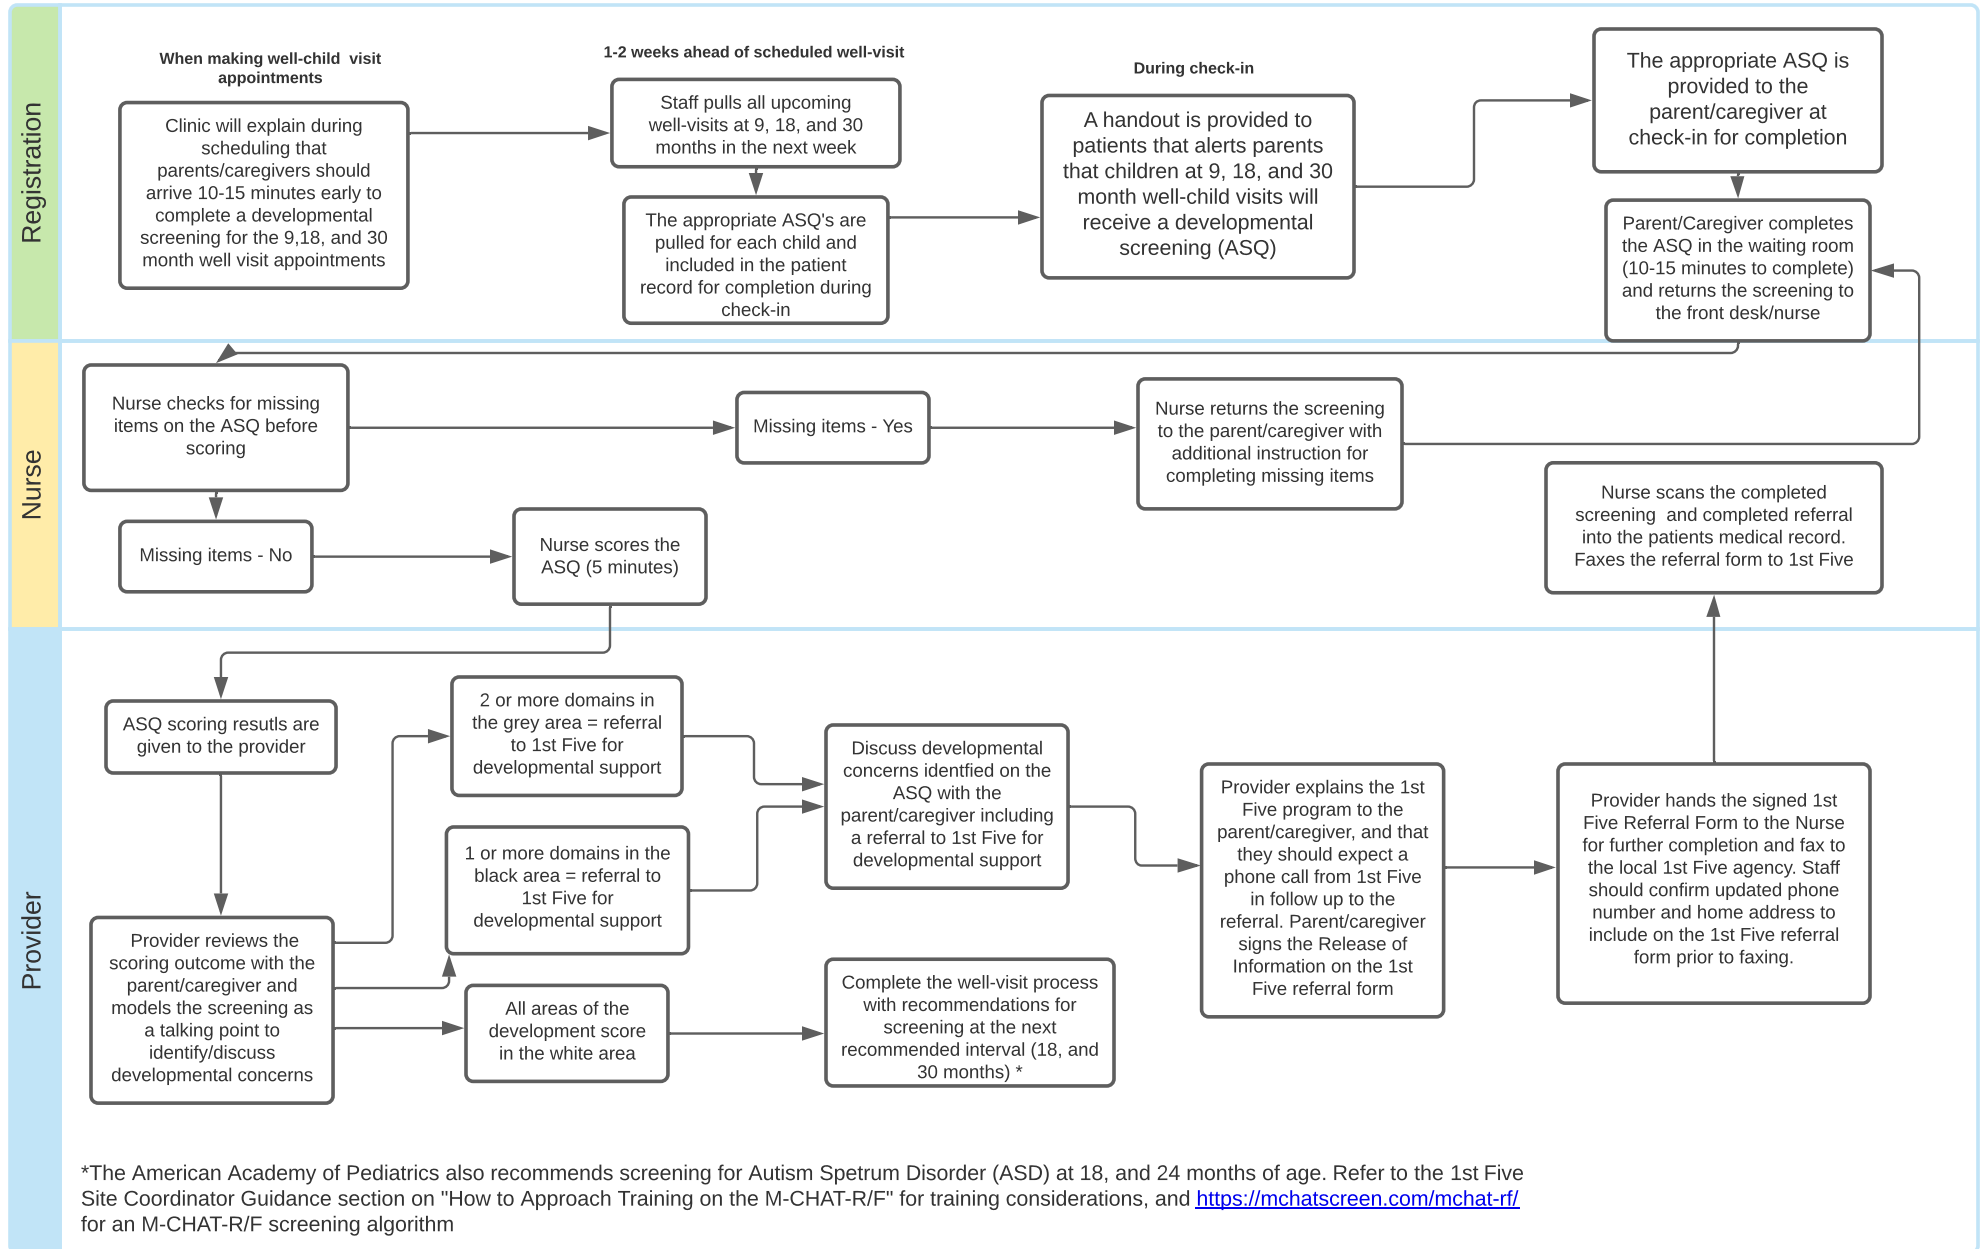 Registration
When making well-child  visit
appointments
Clinic will explain during
scheduling that
parents/caregivers should
arrive 10-15 minutes early to
complete a developmental
screening for the 9,18, and 30
month well visit appointments
1-2 weeks ahead of scheduled well-visit
Staff pulls all upcoming
well-visits at 9, 18, and 30
months in the next week
The appropriate ASQ's are
pulled for each child and
included in the patient
record for completion during
check-in
During check-in
A handout is provided to
patients that alerts parents
that children at 9, 18, and 30
month well-child visits will
receive a developmental
screening (ASQ)
The appropriate ASQ is
provided to the
parent/caregiver at
check-in for completion
Parent/Caregiver completes
the ASQ in the waiting room
(10-15 minutes to complete)
and returns the screening to
the front desk/nurse
Nurse
Nurse checks for missing
items on the ASQ before
scoring
Missing items - Yes
Nurse returns the screening
to the parent/caregiver with
additional instruction for
completing missing items
Missing items - No
Nurse scores the
ASQ (5 minutes)
Nurse scans the completed
screening  and completed referral
into the patients medical record.
Faxes the referral form to 1st Five
Provider
ASQ scoring resutls are
given to the provider
Provider reviews the
scoring outcome with the
parent/caregiver and
models the screening as
a talking point to
identify/discuss
developmental concerns
2 or more domains in
the grey area = referral
to 1st Five for
developmental support
1 or more domains in the
black area = referral to
1st Five for
developmental support
All areas of the
development score
in the white area
Discuss developmental
concerns identfied on the
ASQ with the
parent/caregiver including
a referral to 1st Five for
developmental support
Complete the well-visit process
with recommendations for
screening at the next
recommended interval (18, and
30 months) *
Provider explains the 1st
Five program to the
parent/caregiver, and that
they should expect a
phone call from 1st Five
in follow up to the
referral. Parent/caregiver
signs the Release of
Information on the 1st
Five referral form
Provider hands the signed 1st
Five Referral Form to the Nurse
for further completion and fax to
the local 1st Five agency. Staff
should confirm updated phone
number and home address to
include on the 1st Five referral
form prior to faxing.
*The American Academy of Pediatrics also recommends screening for Autism Spetrum Disorder (ASD) at 18, and 24 months of age. Refer to the 1st Five
Site Coordinator Guidance section on "How to Approach Training on the M-CHAT-R/F" for training considerations, and https://mchatscreen.com/mchat-rf/
for an M-CHAT-R/F screening algorithm